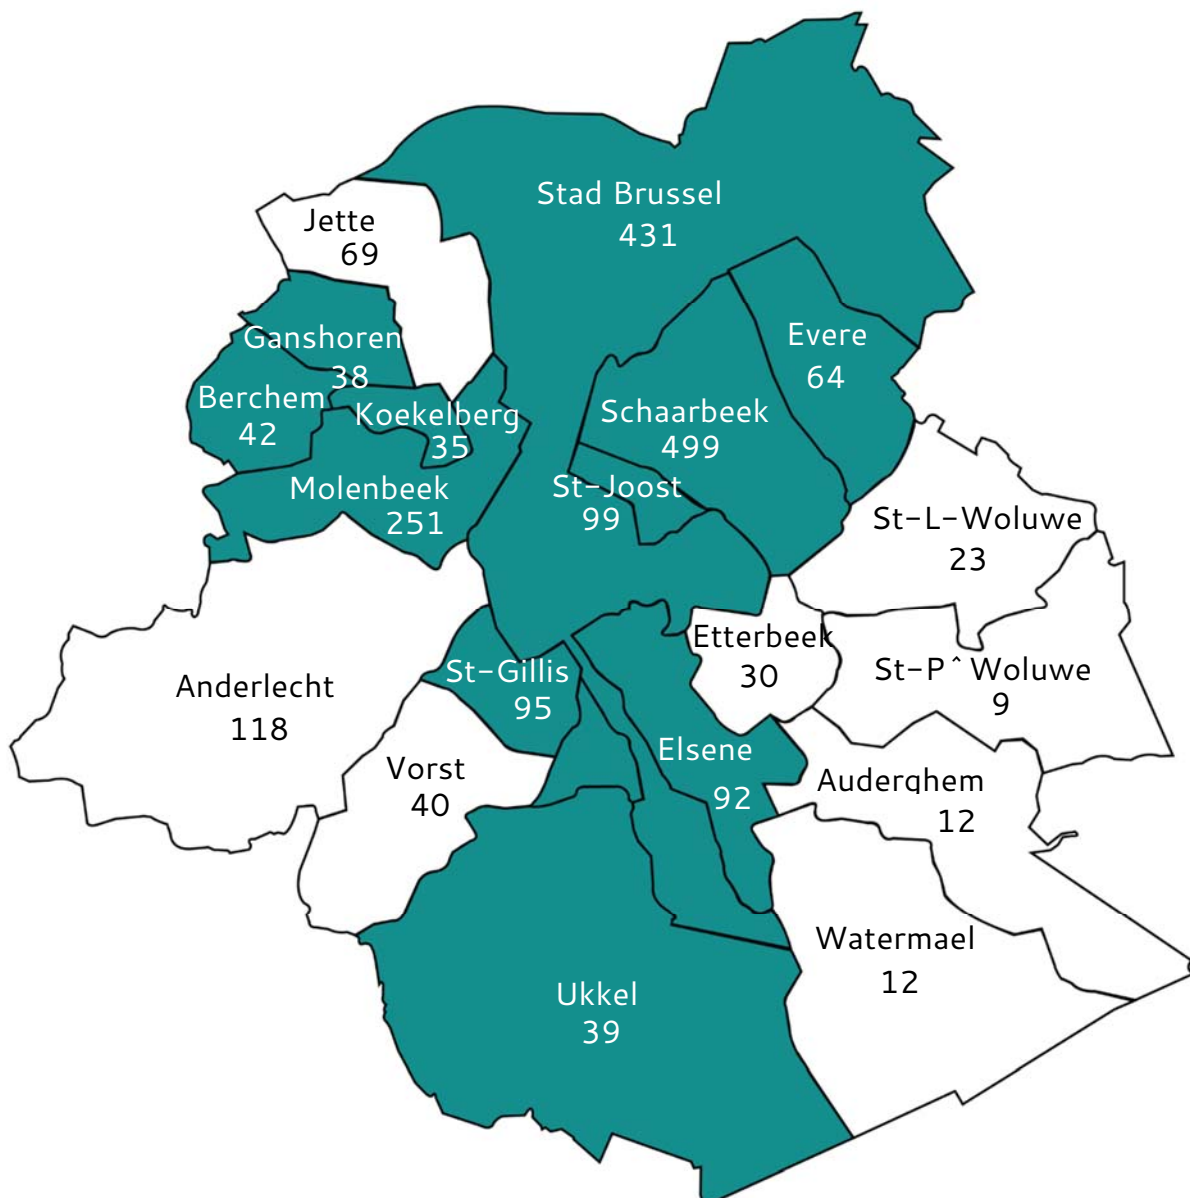 Stad Brussel
431
Jette
69
Ganshoren
38
Evere
64
Berchem
42
Koekelberg
35
Schaarbeek
499
Molenbeek
251
St-Joost
99
St-L-Woluwe
23
Etterbeek
30
St-P^Woluwe
9
St-Gillis
95
Anderlecht
118
Vorst
40
Elsene
92
Auderghem
12
Watermael
12
Ukkel
39